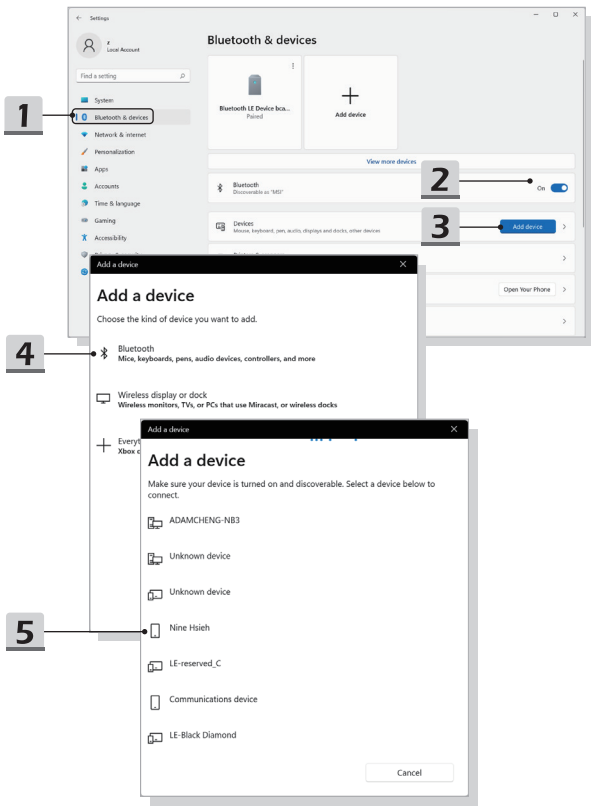 Settings
z
Local Account
Find a setting
System
Bluetooth & devices
Network & internet
Personalization
Apps
Accounts
Time & language
Gaming
Accessibility
Bluetooth & devices
Bluetooth LE Device bca...
Paired
Add device
View more devices
Bluetooth
Discoverable as "MSI"
On
Devices
Mouse, keyboard, pen, audio, displays and docks, other devices
Add device
Open Your Phone
1
2
3
Add a device
Add a device
Choose the kind of device you want to add.
4
Bluetooth
Mice, keyboards, pens, audio devices, controllers, and more
Wireless display or dock
Wireless monitors, TVs, or PCs that use Miracast, or wireless docks
Everyt
Xbox c
Add a device
Add a device
Make sure your device is turned on and discoverable. Select a device below to
connect.
ADAMCHENG-NB3
Unknown device
Unknown device
5
Nine Hsieh
LE-reserved_C
Communications device
LE-Black Diamond
Cancel